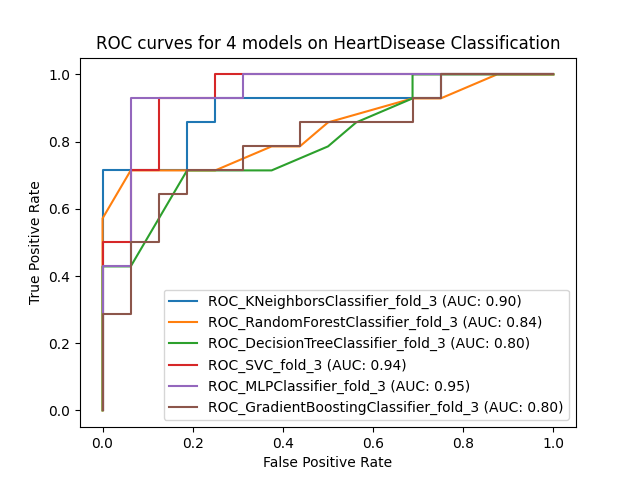 ROC curves for 4 models on HeartDisease Classification
True Positive Rate
1.0
0.8
0.6
0.4
0.2
0.0
ROC_KNeighborsClassifier_fold_3 (AUC: 0.90)
ROC_RandomForestClassifier_fold_3 (AUC: 0.84)
ROC_DecisionTreeClassifier_fold_3 (AUC: 0.80)
ROC_SVC_fold_3 (AUC: 0.94)
ROC_MLPClassifier_fold_3 (AUC: 0.95)
ROC_GradientBoostingClassifier_fold_3 (AUC: 0.80)
0.0 0.2 0.4 0.6 0.8 1.0
False Positive Rate